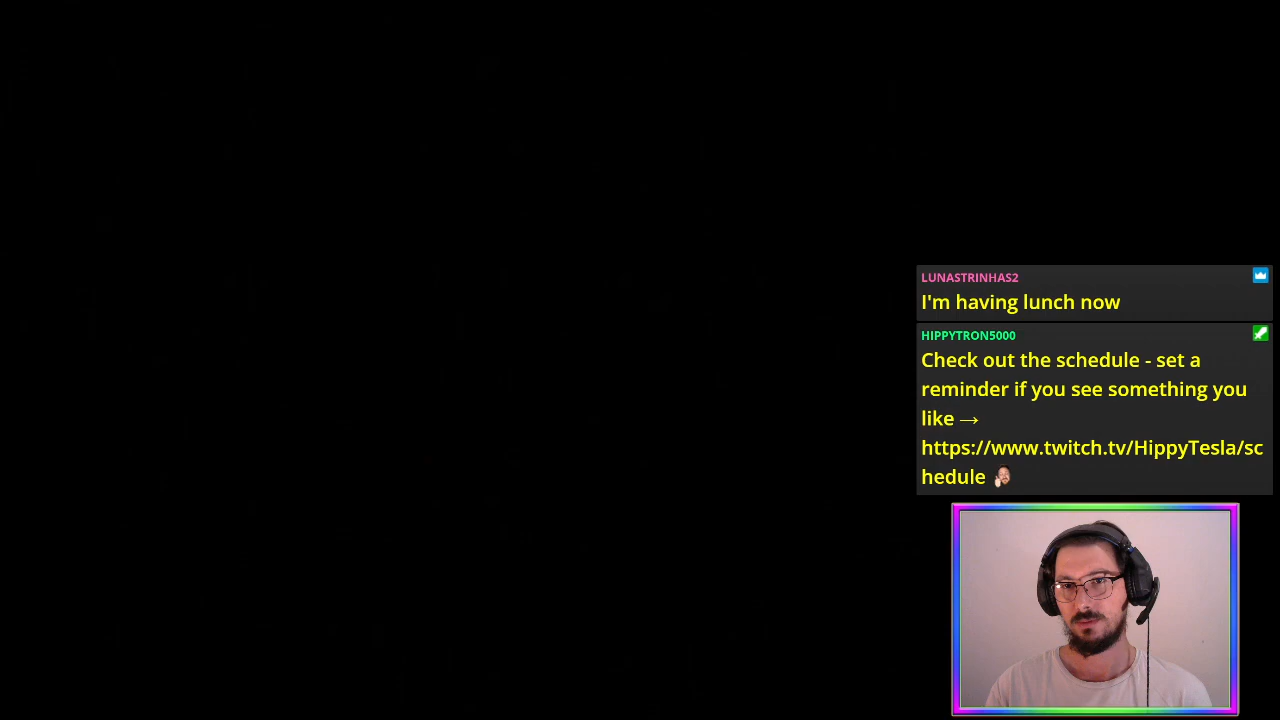 LUNASTRINHAS2
I'm having lunch now
HIPPYTRON5000
Check out the schedule - set a
reminder if you see something you
like →
https://www.twitch.tv/HippyTesla/sc
hedule